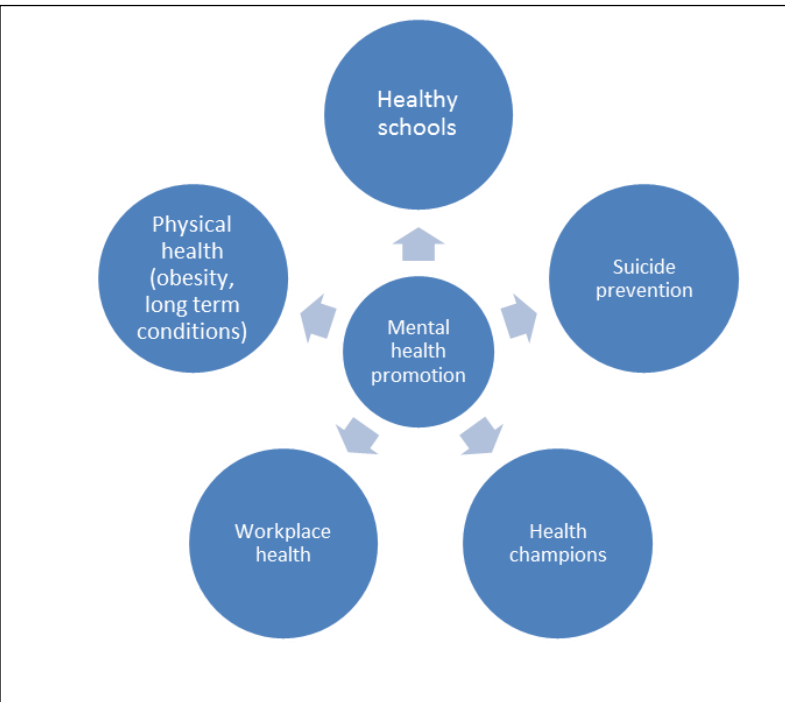 Healthy
schools
Physical
health
(obesity,
long term
conditions)
Suicide
prevention
Mental
health
promotion
Workplace
health
Health
champions